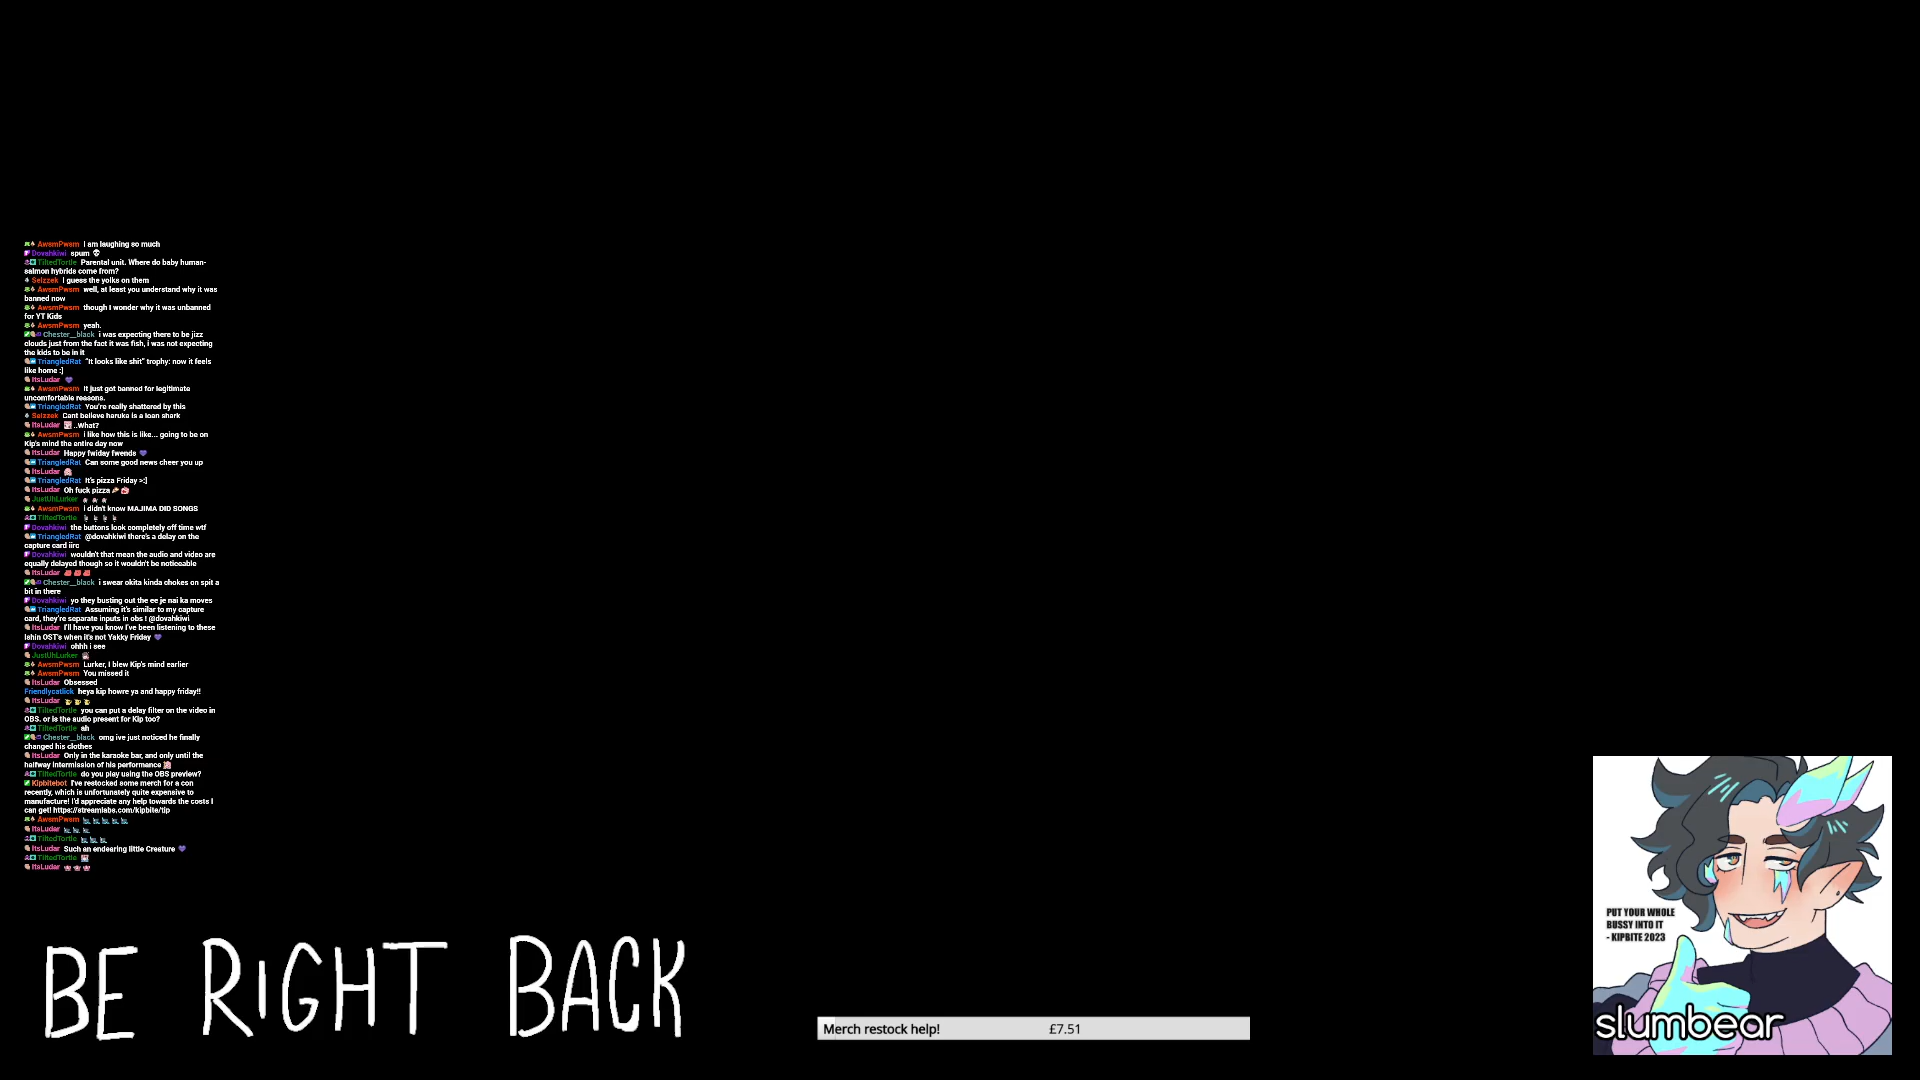 AwsmPwsm I am laughing so much
Dovahkiwi spum
TiltedTortle Parental unit. Where do baby human-
salmon hybrids come from?
Seizzek I guess the yolks on them
AwsmPwsm well, at least you understand why it was
banned now
AwsmPwsm though I wonder why it was unbanned
for YT Kids
AwsmPwsm yeah.
Chester__black i was expecting there to be jizz
clouds just from the fact it was fish, i was not expecting
the kids to be in it
TriangledRat "It looks like shit" trophy: now it feels
like home :]
ItsLudar 💜
AwsmPwsm It just got banned for legitimate
uncomfortable reasons.
TriangledRat You're really shattered by this
Seizzek Cant believe haruka is a loan shark
ItsLudar ..What?
AwsmPwsm i like how this is like... going to be on
Kip's mind the entire day now
ItsLudar Happy fwiday fwends 💜
TriangledRat Can some good news cheer you up
ItsLudar
TriangledRat It's pizza Friday >:]
ItsLudar Oh fuck pizza
JustUhLurker
AwsmPwsm i didn't know MAJIMA DID SONGS
TiltedTortle
Dovahkiwi the buttons look completely off time wtf
TriangledRat @dovahkiwi there's a delay on the
capture card iirc
Dovahkiwi wouldn't that mean the audio and video are
equally delayed though so it wouldn't be noticeable
ItsLudar
Chester__black i swear okita kinda chokes on spit a
bit in there
Dovahkiwi yo they busting out the ee je nai ka moves
TriangledRat Assuming it's similar to my capture
card, they're separate inputs in obs ! @dovahkiwi
ItsLudar I'll have you know I've been listening to these
Ishin OST's when it's not Yakky Friday 💜
Dovahkiwi ohhh i see
JustUhLurker
AwsmPwsm Lurker, I blew Kip's mind earlier
AwsmPwsm You missed it
ItsLudar Obsessed
Friendlycatlick heya kip howre ya and happy friday!!
ItsLudar
TiltedTortle you can put a delay filter on the video in
OBS. or is the audio present for Kip too?
TiltedTortle ah
Chester__black omg ive just noticed he finally
changed his clothes
ItsLudar Only in the karaoke bar, and only until the
halfway intermission of his performance
TiltedTortle do you play using the OBS preview?
Kipbitebot I've restocked some merch for a con
recently, which is unfortunately quite expensive to
manufacture! I'd appreciate any help towards the costs I
can get! https://streamlabs.com/kipbite/tip
AwsmPwsm
ItsLudar
TiltedTortle
ItsLudar Such an endearing little Creature 💜
TiltedTortle
ItsLudar
PUT YOUR WHOLE
BUSSY INTO IT
- KIPBITE 2023
slumbear
BE RIGHT BACK
Merch restock help! £7.51